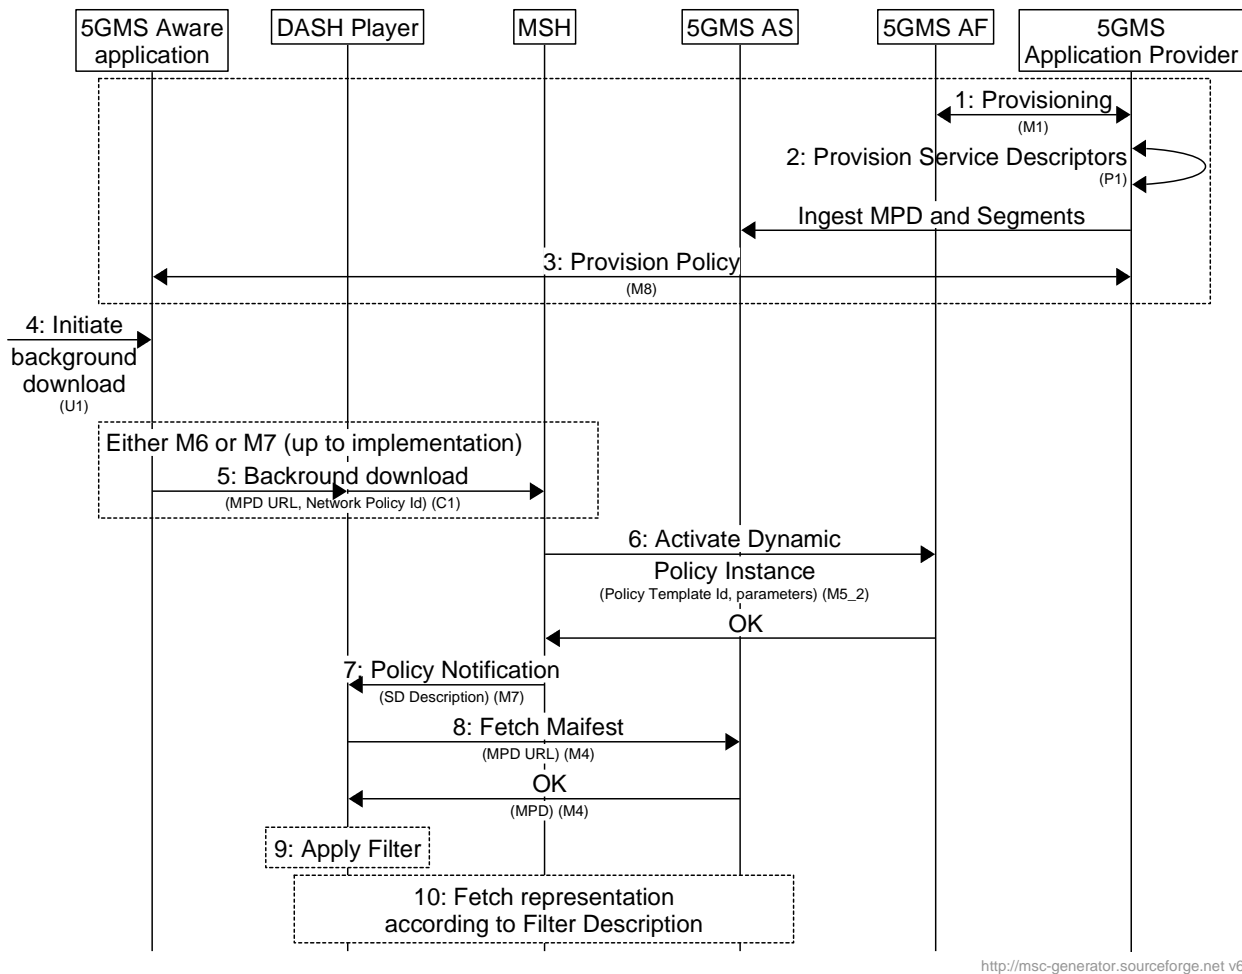 5GMS Aware
application
DASH Player
MSH
5GMS AS
5GMS AF
5GMS
Application Provider
1: Provisioning
(M1)
2: Provision Service Descriptors
(P1)
Ingest MPD and Segments
3: Provision Policy
(M8)
4: Initiate
background
download
(U1)
Either M6 or M7 (up to implementation)
5: Backround download
(MPD URL, Network Policy Id) (C1)
6: Activate Dynamic
Policy Instance
(Policy Template Id, parameters) (M5_2)
OK
7: Policy Notification
(SD Description) (M7)
8: Fetch Maifest
(MPD URL) (M4)
OK
(MPD) (M4)
9: Apply Filter
10: Fetch representation
according to Filter Description
http://msc-generator.sourceforge.net v6